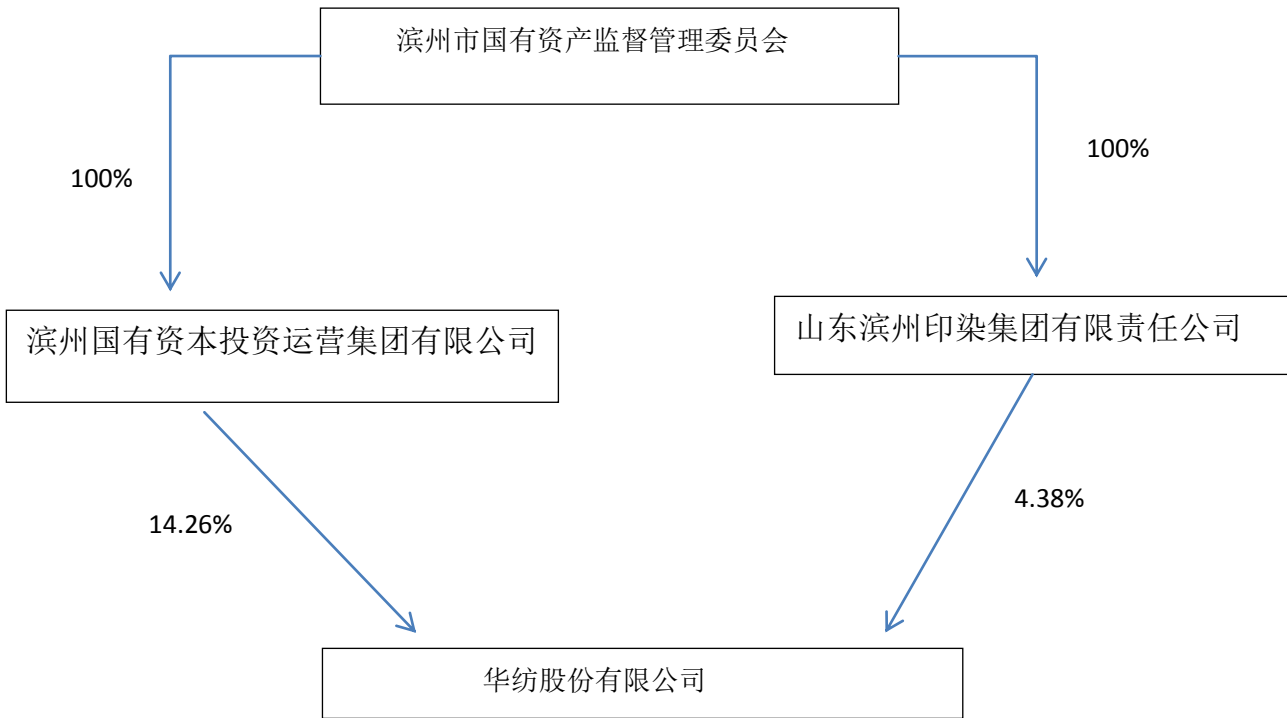 滨州市国有资产监督管理委员会
100%
100%
滨州国有资本投资运营集团有限公司
山东滨州印染集团有限责任公司
14.26%
4.38%
华纺股份有限公司